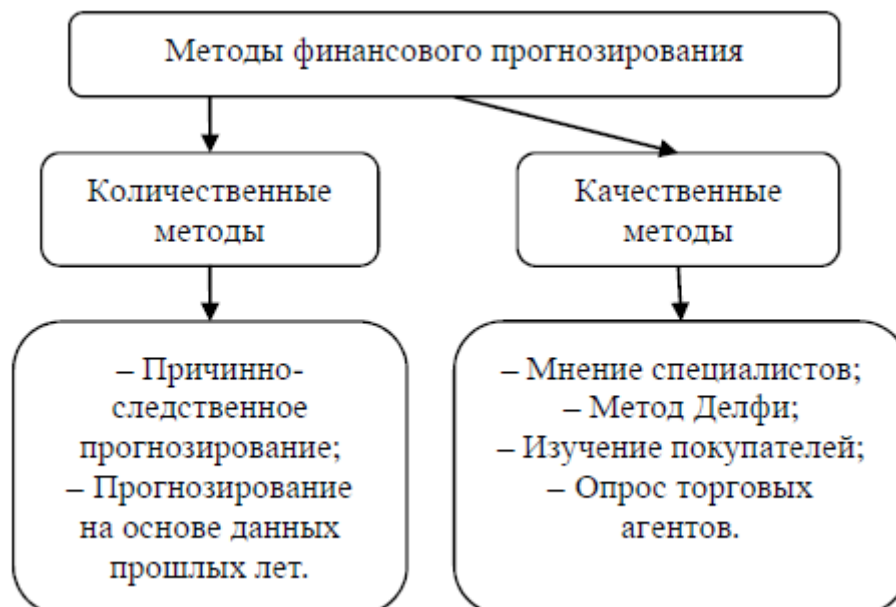 Методы финансового прогнозирования
Количественные
методы
Качественные
методы
– Причинно-
следственное
прогнозирование;
– Прогнозирование
на основе данных
прошлых лет.
– Мнение специалистов;
– Метод Делфи;
– Изучение покупателей;
– Опрос торговых
агентов.